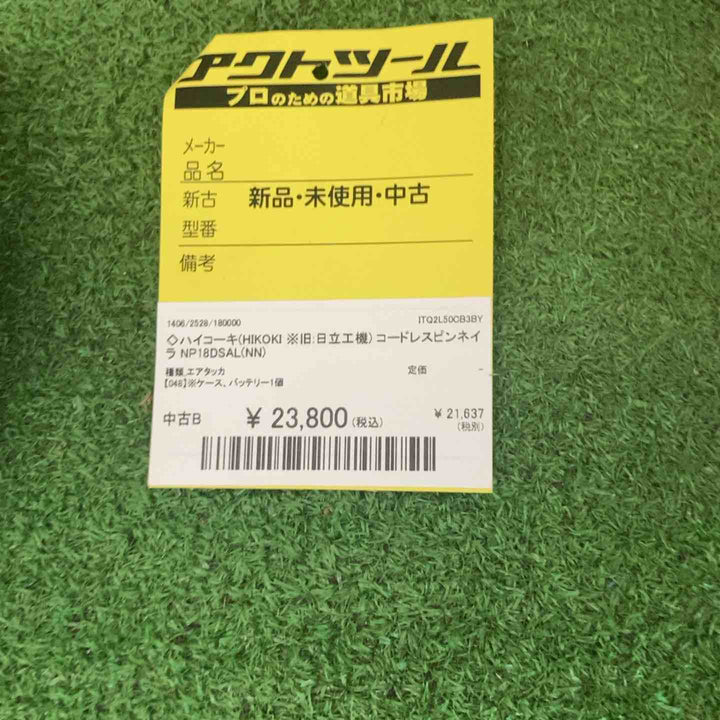 アクトツール
プロのための道具市場
メーカー
品名
新古 新品・未使用・中古
型番
備考
1406/2528/180000 ITQ2L50CB3BY
◇ハイコーキ(HIKOKI ※旧:日立工機) コードレスピンネイ
ラ NP18DSAL(NN)
種類.エアタッカ 定価 -
【048】※ケース、バッテリー1個
中古B ¥ 23,800 (税込) ¥ 21,637
(税別)